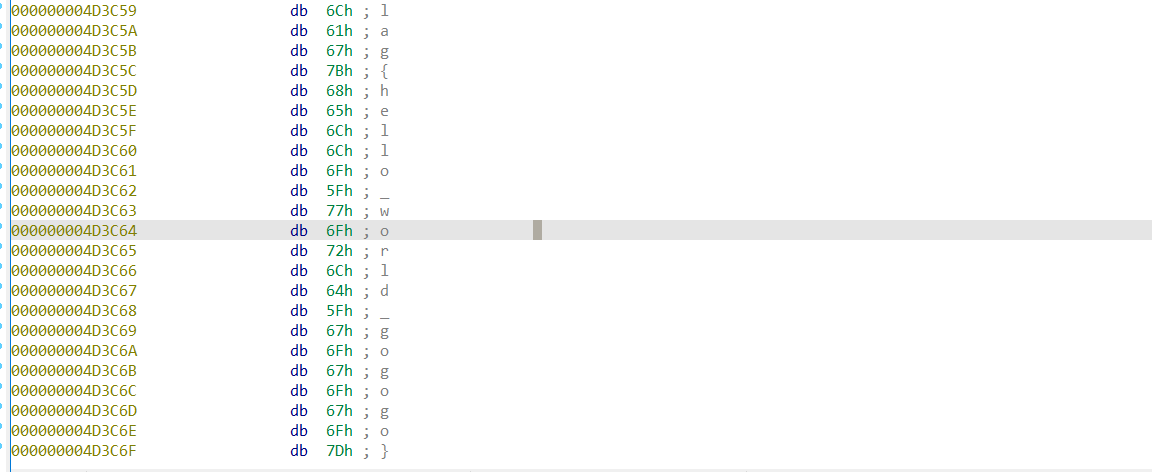 000000004D3C59 db 6Ch ; l
000000004D3C5A db 61h ; a
000000004D3C5B db 67h ; g
000000004D3C5C db 7Bh ; {
000000004D3C5D db 68h ; h
000000004D3C5E db 65h ; e
000000004D3C5F db 6Ch ; l
000000004D3C60 db 6Ch ; l
000000004D3C61 db 6Fh ; o
000000004D3C62 db 5Fh ; _
000000004D3C63 db 77h ; w
000000004D3C64 db 6Fh ; o
000000004D3C65 db 72h ; r
000000004D3C66 db 6Ch ; l
000000004D3C67 db 64h ; d
000000004D3C68 db 5Fh ; _
000000004D3C69 db 67h ; g
000000004D3C6A db 6Fh ; o
000000004D3C6B db 67h ; g
000000004D3C6C db 6Fh ; o
000000004D3C6D db 67h ; g
000000004D3C6E db 6Fh ; o
000000004D3C6F db 7Dh ; }